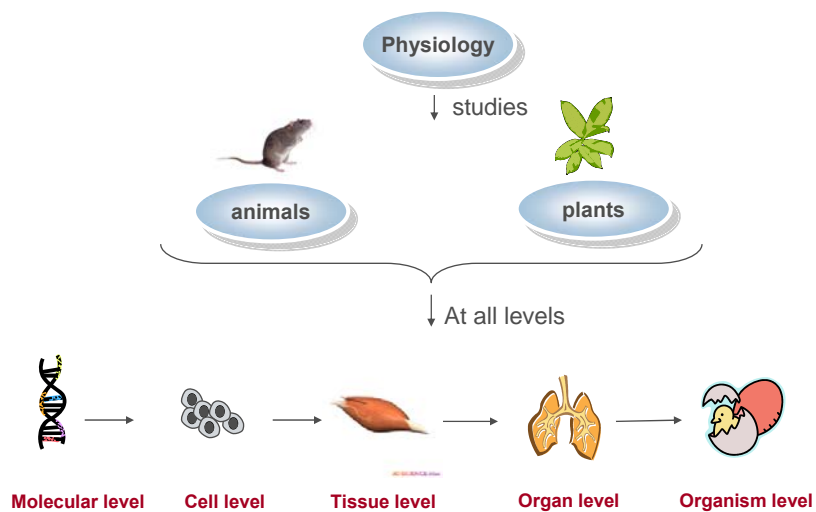 Physiology
studies
animals
plants
At all levels
Molecular level
Cell level
Tissue level
Organ level
Organism level